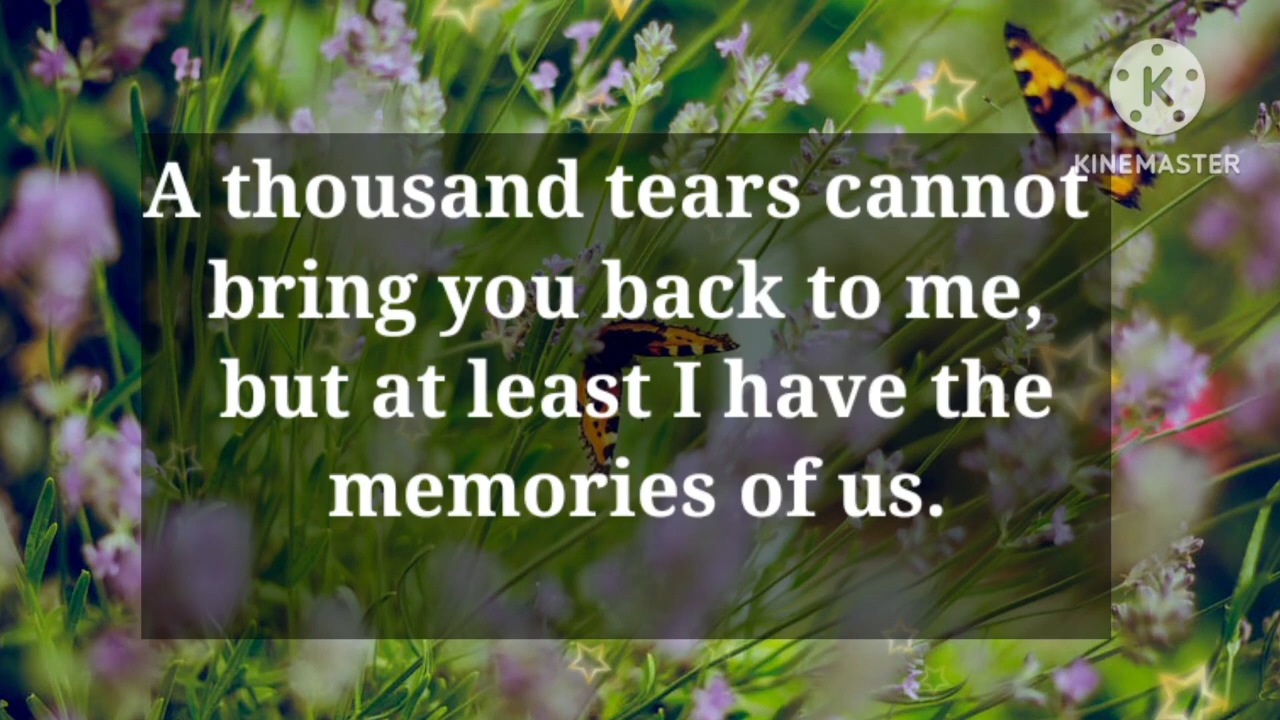 K
KINEMASTER
A thousand tears cannot
bring you back to me,
but at least I have the
memories of us.